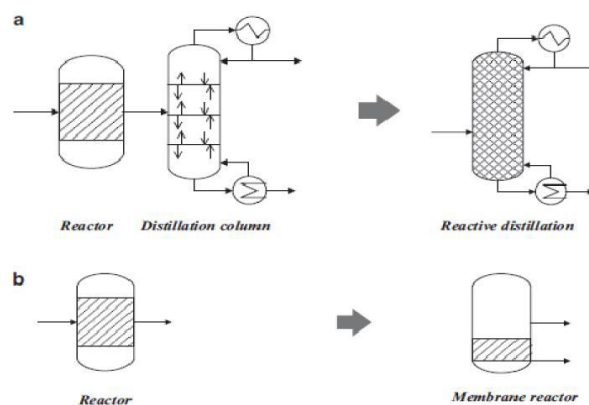 a
Reactor
Distillation column
Reactive distillation
b
Reactor
Membrane reactor